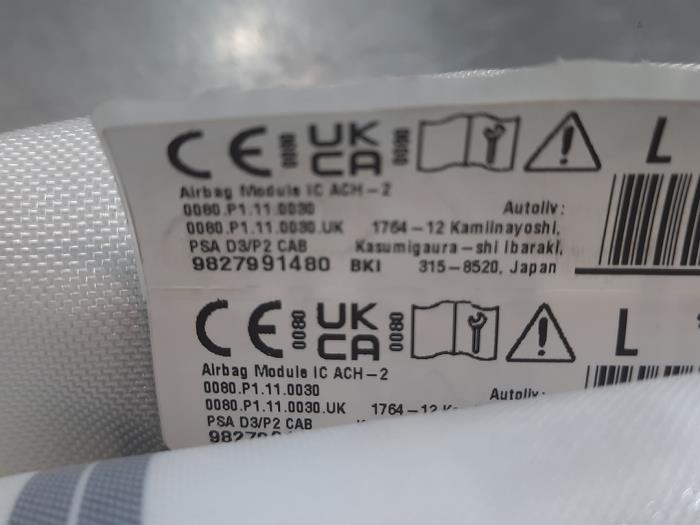 CE 0080 UK CA 0080 L
Airbag Module IC ACH-2
0080.P1.11.0030 Autoliv:
0080.P1.11.0030.UK 1764-12 Kamiinayoshi,
PSA D3/P2 CAB Kasumigaura-shi Ibaraki,
9827991480 BKI 315-8520, Japan
CE 0080 UK CA 0080 L
Airbag Module IC ACH-2
0080.P1.11.0030 Autoliv:
0080.P1.11.0030.UK 1764-12
PSA D3/P2 CAB